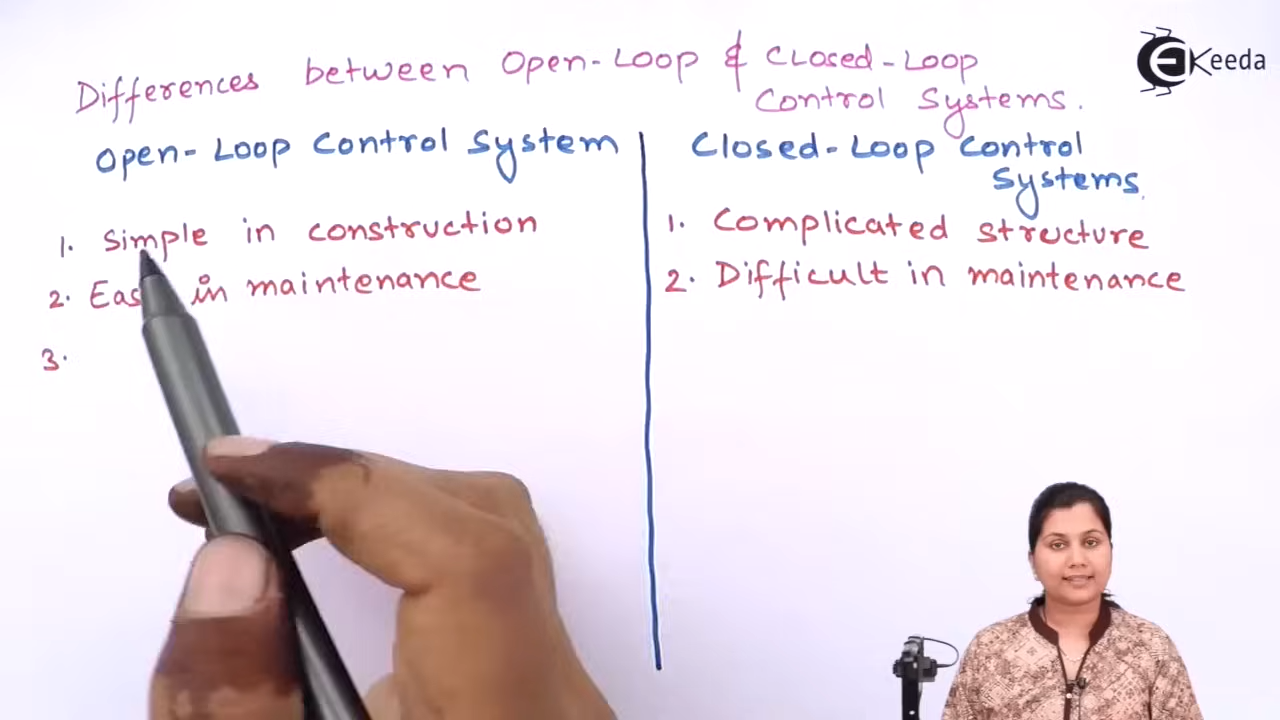 Differences between Open-Loop & Closed-Loop
Control Systems.
Open-Loop Control System
Closed-Loop Control
Systems.
1. Simple in construction
1. Complicated structure
2. Eas in maintenance
2. Difficult in maintenance
3.
EKeeda